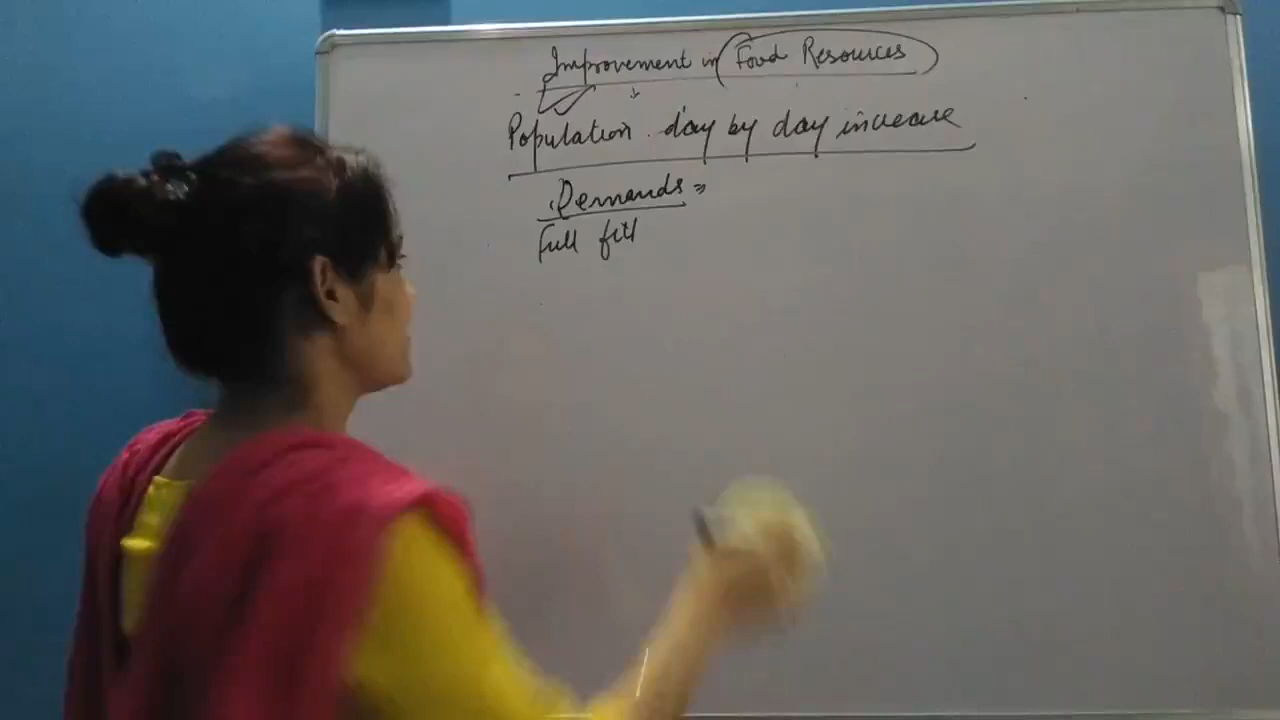 Improvement in Food Resources
Population day by day increase
Demands =
full fill